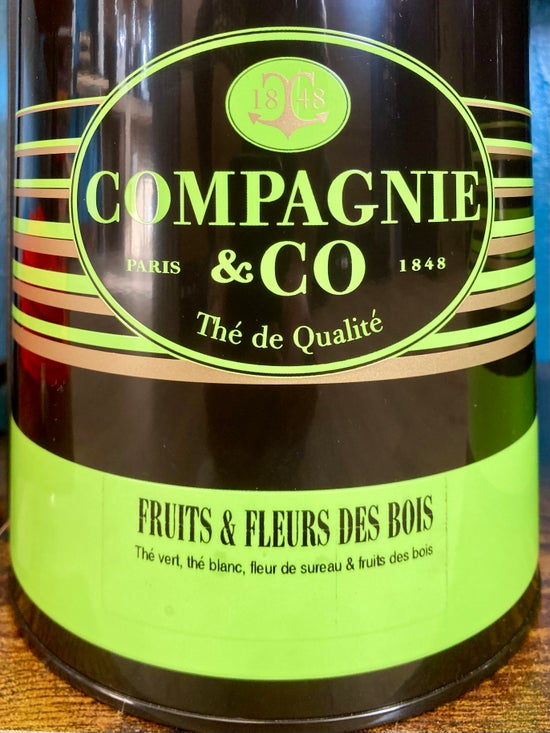 18 48
COMPAGNIE
PARIS & CO 1848
Thé de Qualité
FRUITS & FLEURS DES BOIS
Thé vert, thé blanc, fleur de sureau & fruits des bois